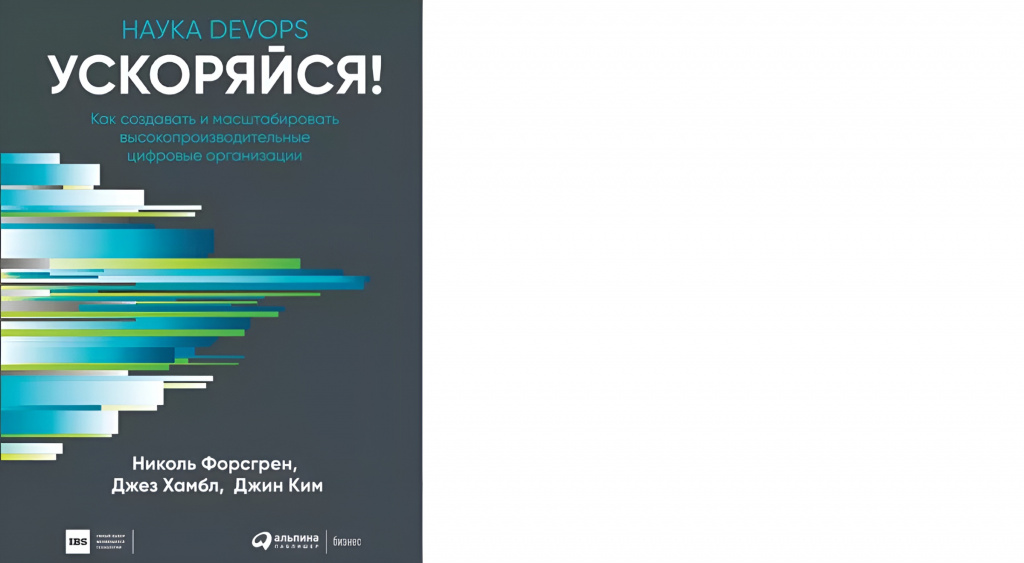 НАУКА DEVOPS
УСКОРЯЙСЯ!
Как создавать и масштабировать
высокопроизводительные
цифровые организации
Николь Форсгрен,
Джез Хамбл, Джин Ким
IBS
альпина
ПАБЛИШЕР
бизнес